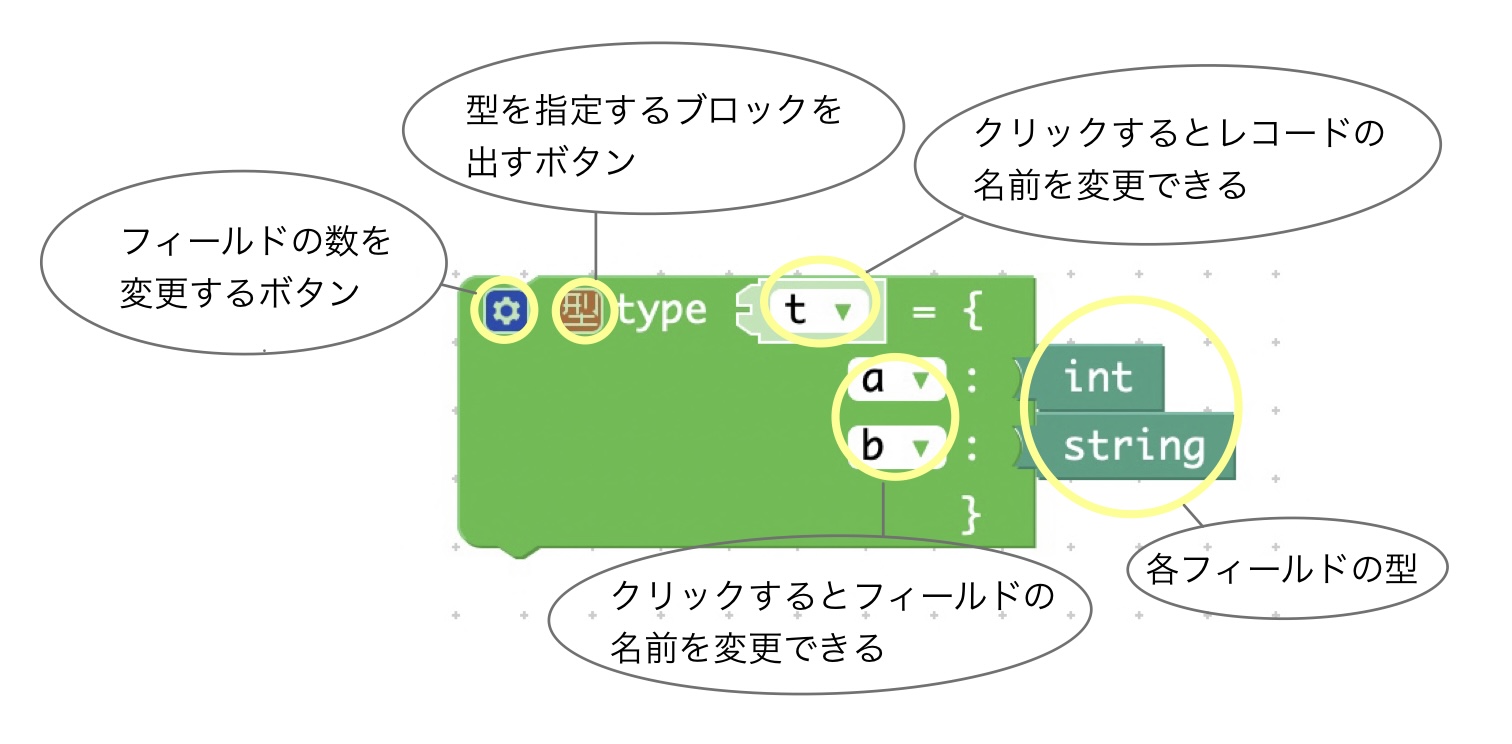 型を指定するブロックを
出すボタン
クリックするとレコードの
名前を変更できる
フィールドの数を
変更するボタン
型 type t ▼ = {
a ▼ : int
b ▼ : string
}
各フィールドの型
クリックするとフィールドの
名前を変更できる